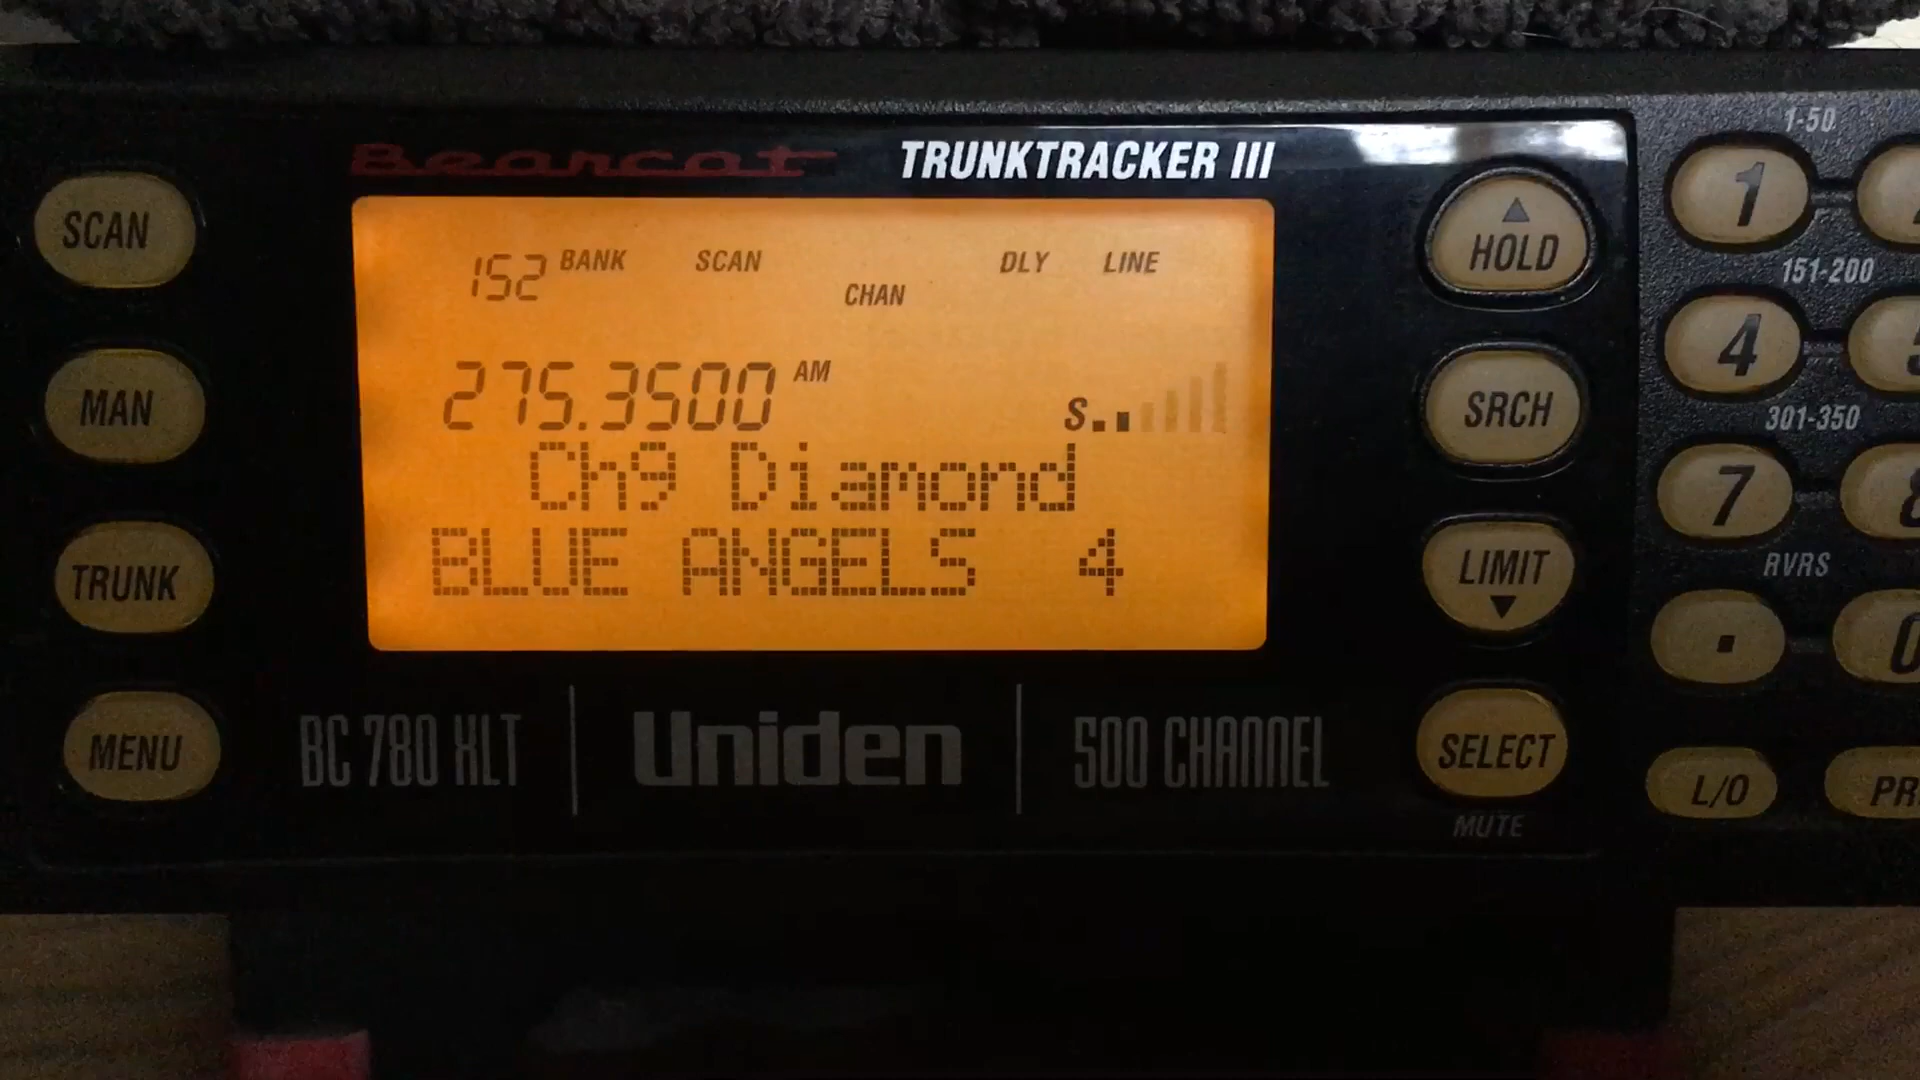 Bearcat TRUNKTRACKER III
152 BANK SCAN CHAN DLY LINE
275.3500 AM S
Ch9 Diamond
BLUE ANGELS 4
BC 780 XLT Uniden 500 CHANNEL
SCAN
MAN
TRUNK
MENU
HOLD
SRCH
LIMIT
SELECT
MUTE
1-50
1
151-200
4
301-350
7
RVRS
. 0
L/O